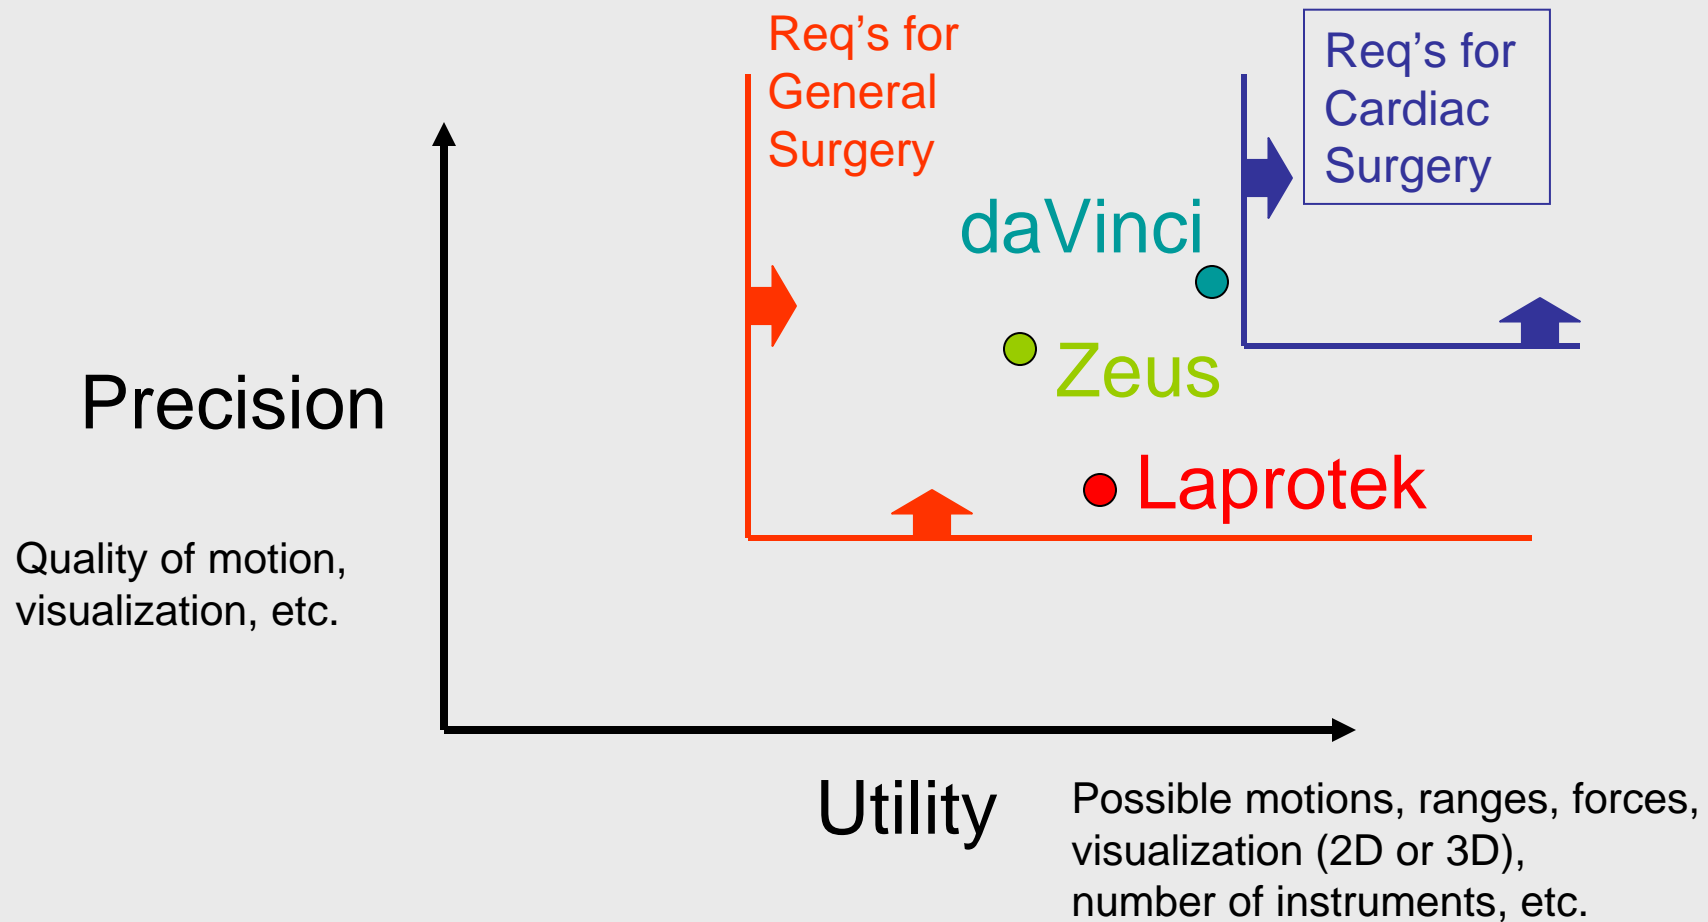 Req's for
General
Surgery
Req's for
Cardiac
Surgery
daVinci
Zeus
Precision
Laprotek
Quality of motion,
visualization, etc.
Utility
Possible motions, ranges, forces,
visualization (2D or 3D),
number of instruments, etc.